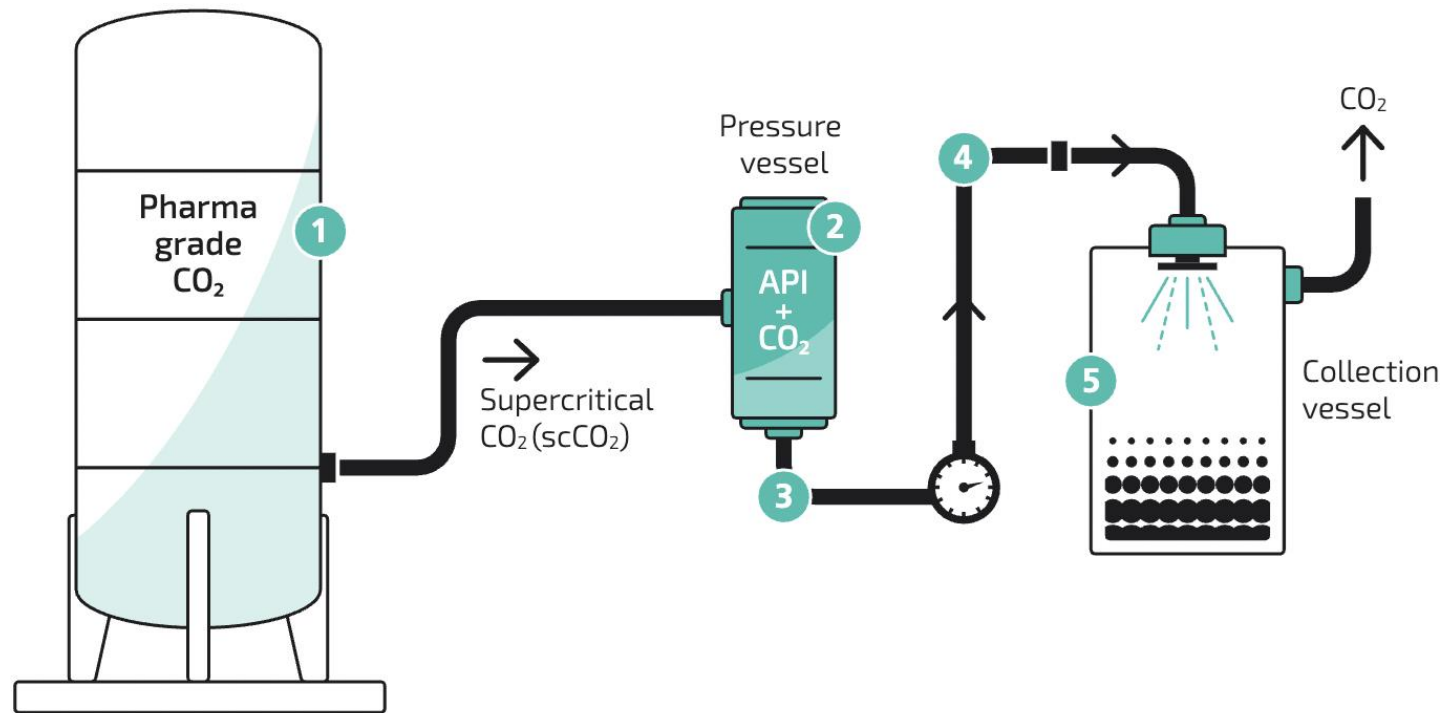 Pharma
grade
CO₂
1
Supercritical
CO₂ (scCO₂)
Pressure
vessel
2
API
+
CO₂
3
4
5
CO₂
Collection
vessel